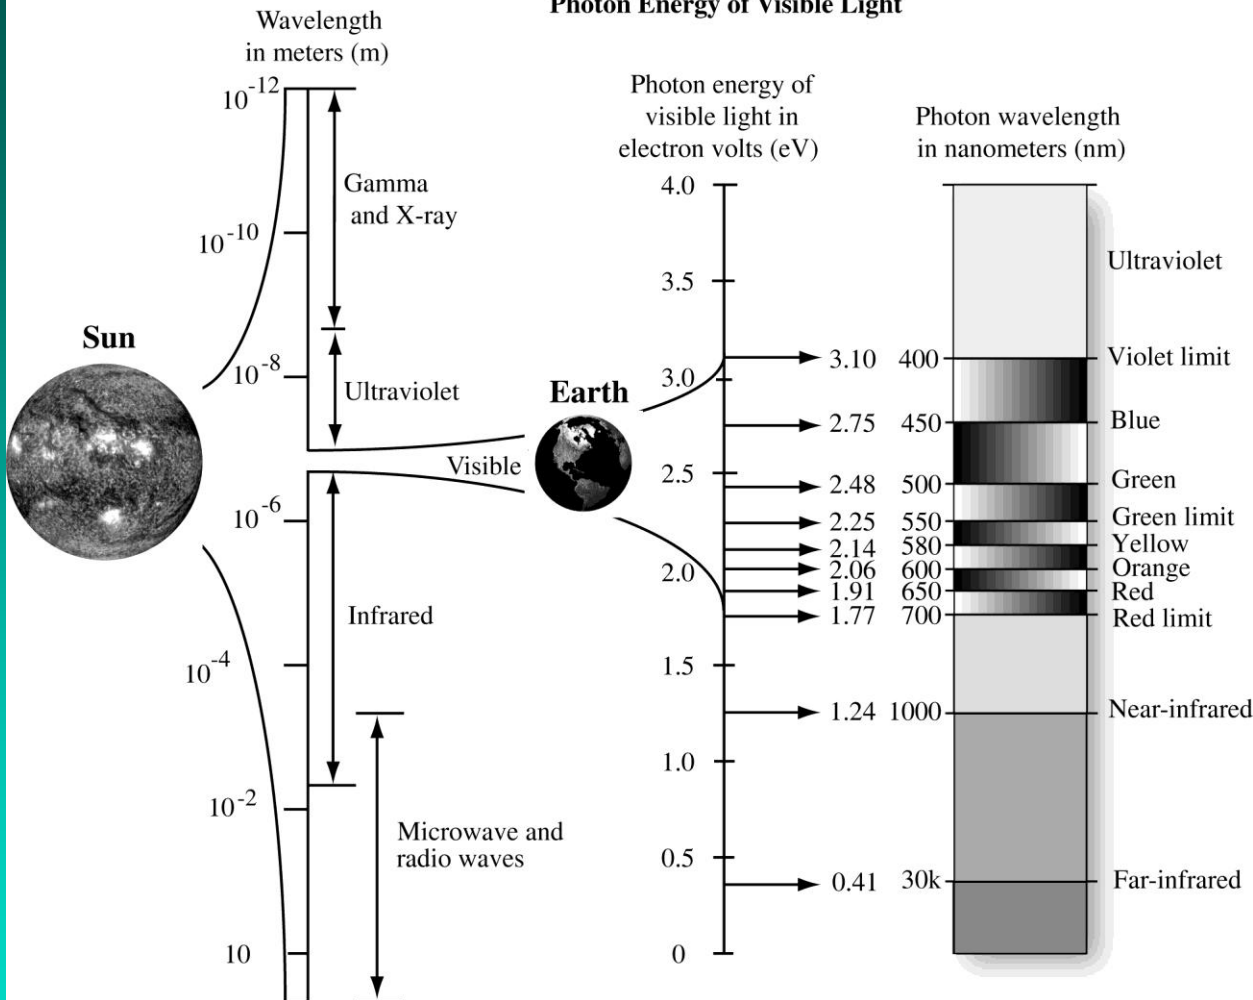 Photon Energy of Visible Light
Wavelength
in meters (m)
10-12
10-10
10-8
10-6
10-4
10-2
10
Gamma
and X-ray
Ultraviolet
Visible
Infrared
Microwave and
radio waves
Sun
Earth
Photon energy of
visible light in
electron volts (eV)
4.0
3.5
3.0
2.5
2.0
1.5
1.0
0.5
0
Photon wavelength
in nanometers (nm)
Ultraviolet
3.10 400 Violet limit
2.75 450 Blue
2.48 500 Green
2.25 550 Green limit
2.14 580 Yellow
2.06 600 Orange
1.91 650 Red
1.77 700 Red limit
1.24 1000 Near-infrared
0.41 30k Far-infrared